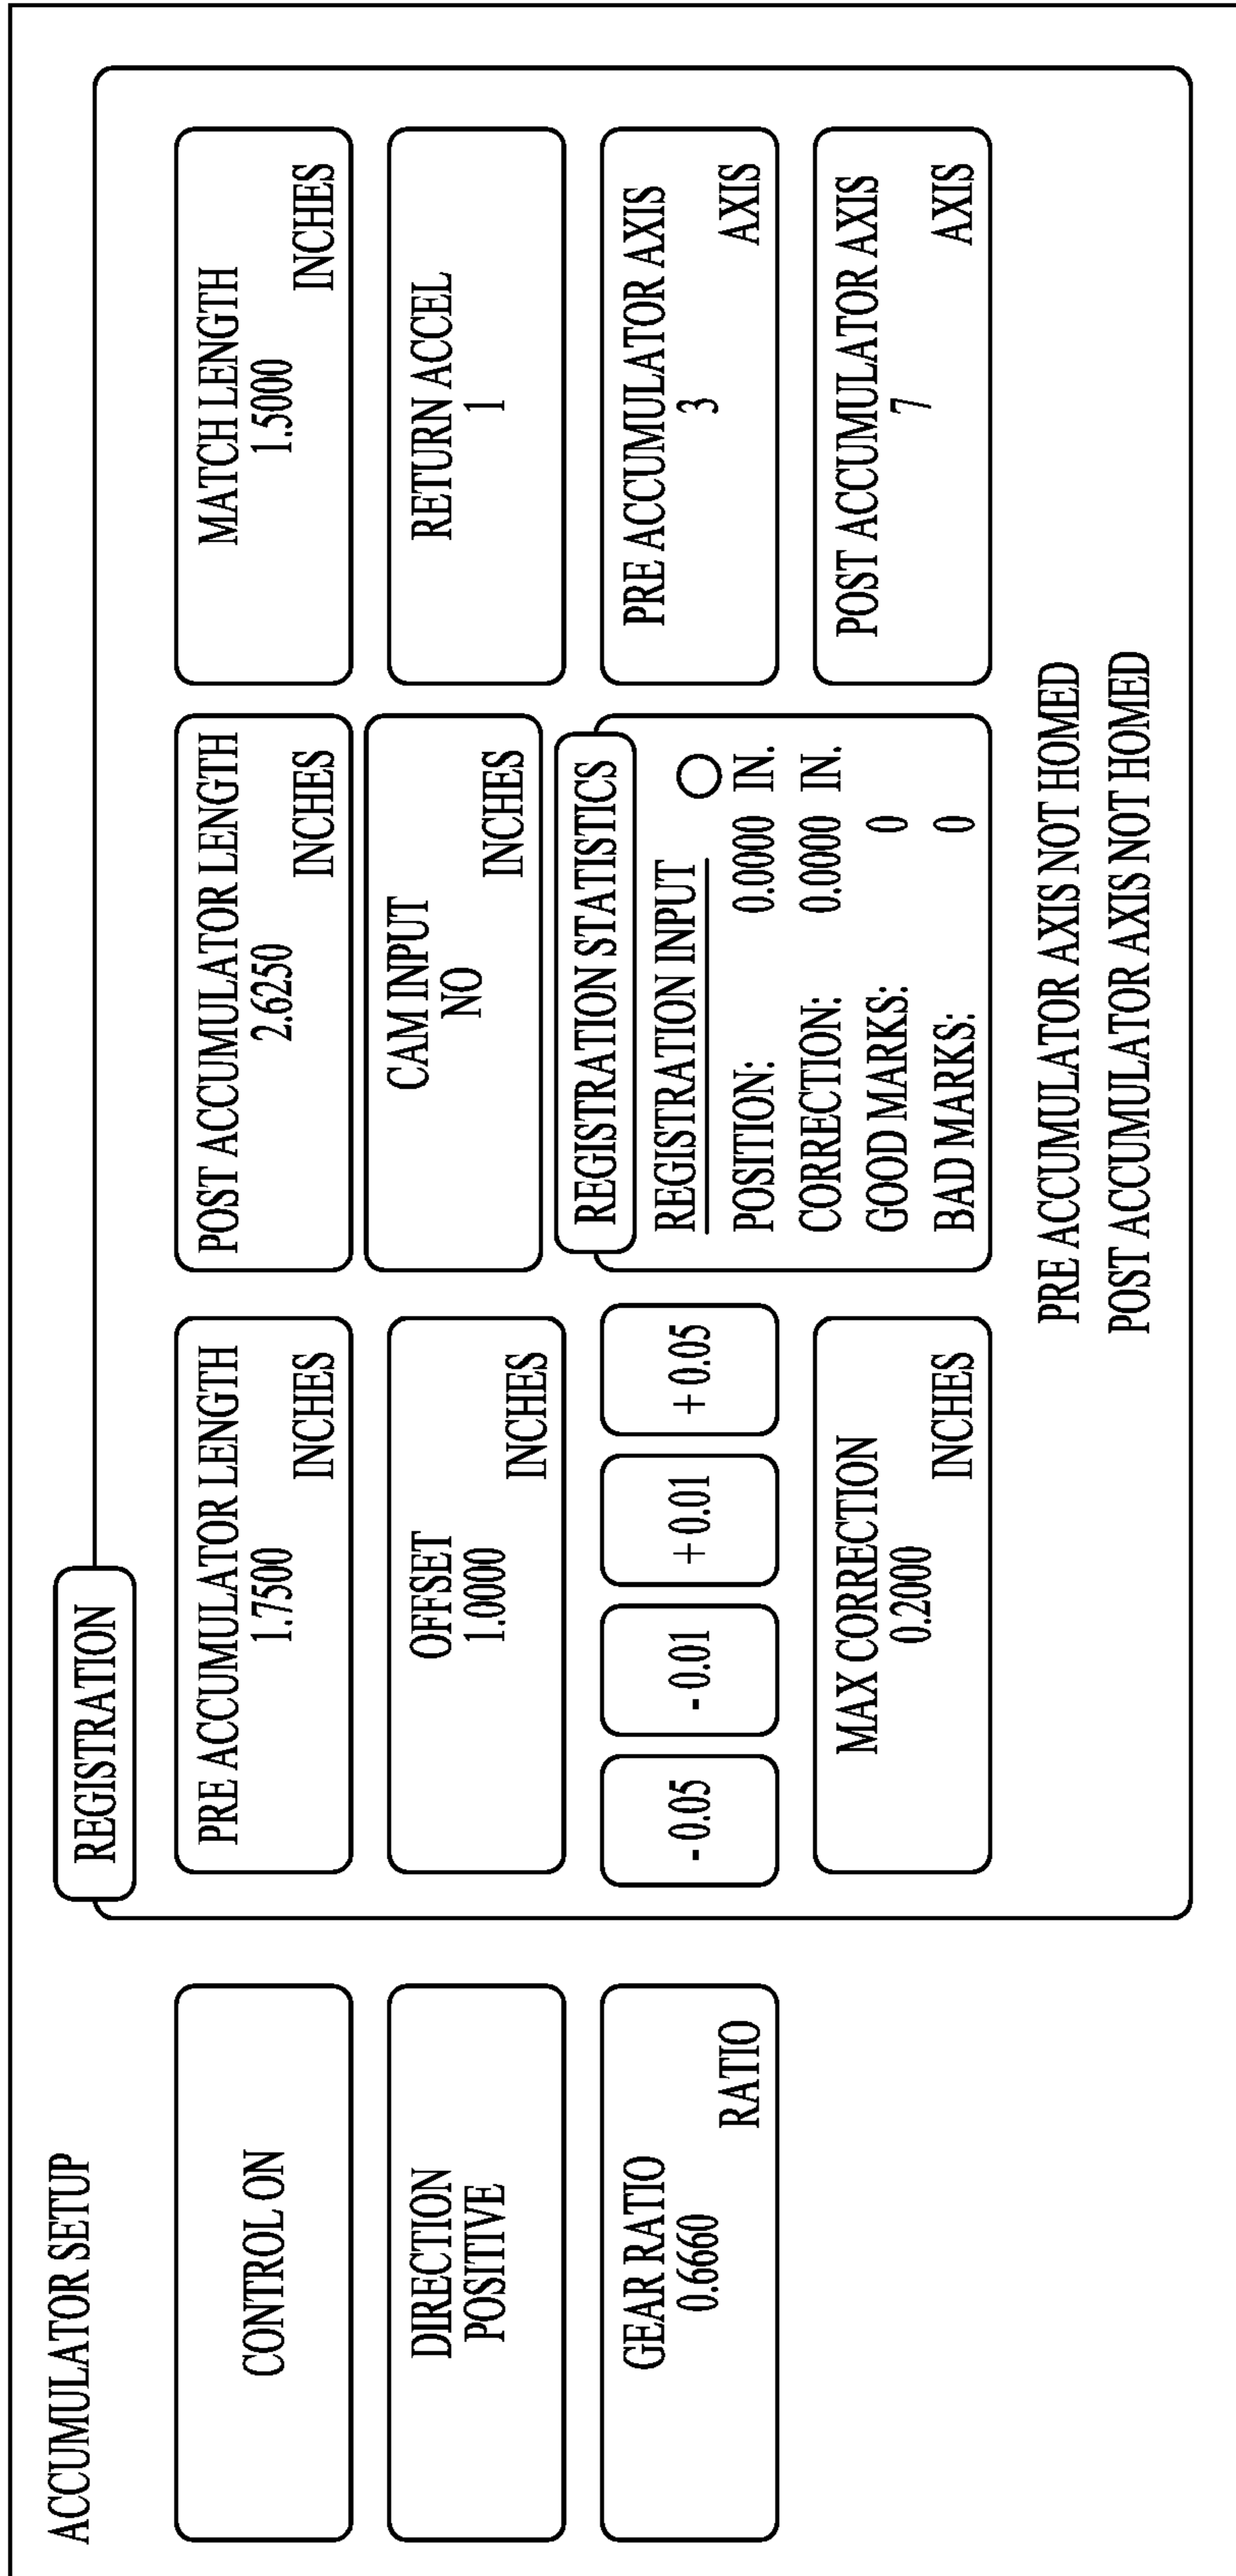 ACCUMULATOR SETUP
CONTROL ON
DIRECTION
POSITIVE
GEAR RATIO
0.6660
RATIO
REGISTRATION
PRE ACCUMULATOR LENGTH
1.7500
INCHES
OFFSET
1.0000
INCHES
- 0.05
- 0.01
+ 0.01
+ 0.05
MAX CORRECTION
0.2000
INCHES
POST ACCUMULATOR LENGTH
2.6250
INCHES
CAM INPUT
NO
INCHES
REGISTRATION STATISTICS
REGISTRATION INPUT
POSITION: 0.0000 IN.
CORRECTION: 0.0000 IN.
GOOD MARKS: 0
BAD MARKS: 0
MATCH LENGTH
1.5000
INCHES
RETURN ACCEL
1
PRE ACCUMULATOR AXIS
3
AXIS
POST ACCUMULATOR AXIS
7
AXIS
PRE ACCUMULATOR AXIS NOT HOMED
POST ACCUMULATOR AXIS NOT HOMED